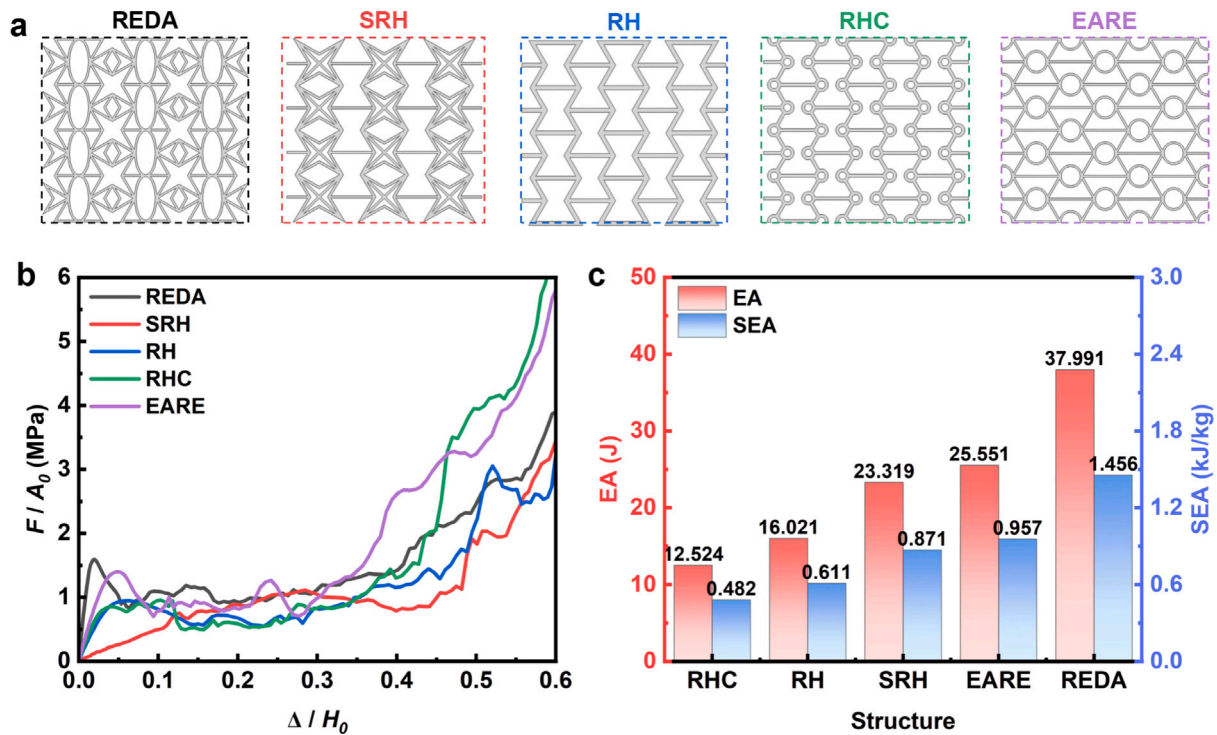 a
REDA
SRH
RH
RHC
EARE
b
6
5
4
3
2
1
0
F / A0 (MPa)
REDA
SRH
RH
RHC
EARE
0.0 0.1 0.2 0.3 0.4 0.5 0.6
Δ / H0
c
50
40
30
20
10
0
EA (J)
EA
SEA
12.524
0.482
16.021
0.611
23.319
0.871
25.551
0.957
37.991
1.456
3.0
2.4
1.8
1.2
0.6
0.0
SEA (kJ/kg)
RHC RH SRH EARE REDA
Structure